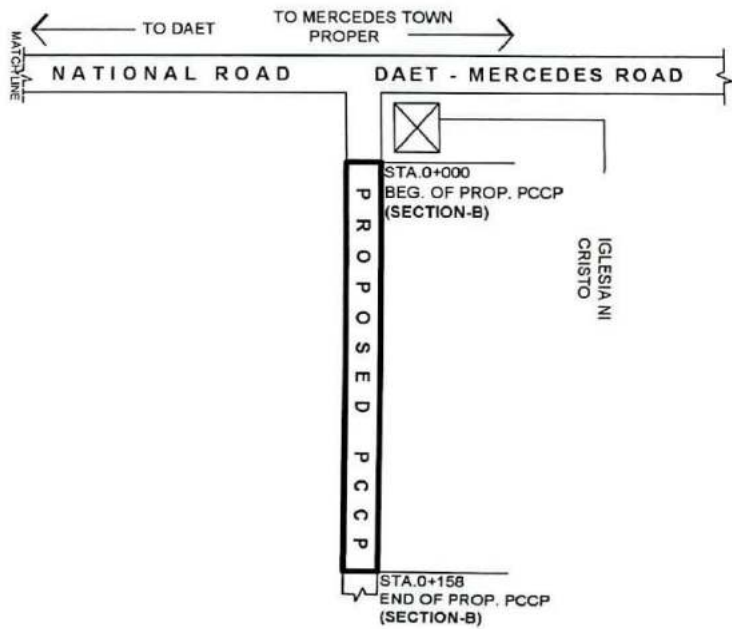 TO DAET
TO MERCEDES TOWN
PROPER
MATCH LINE
NATIONAL ROAD
DAET - MERCEDES ROAD
STA.0+000
BEG. OF PROP. PCCP
(SECTION-B)
IGLESIA NI
CRISTO
PROPOSED PCCP
STA.0+158
END OF PROP. PCCP
(SECTION-B)